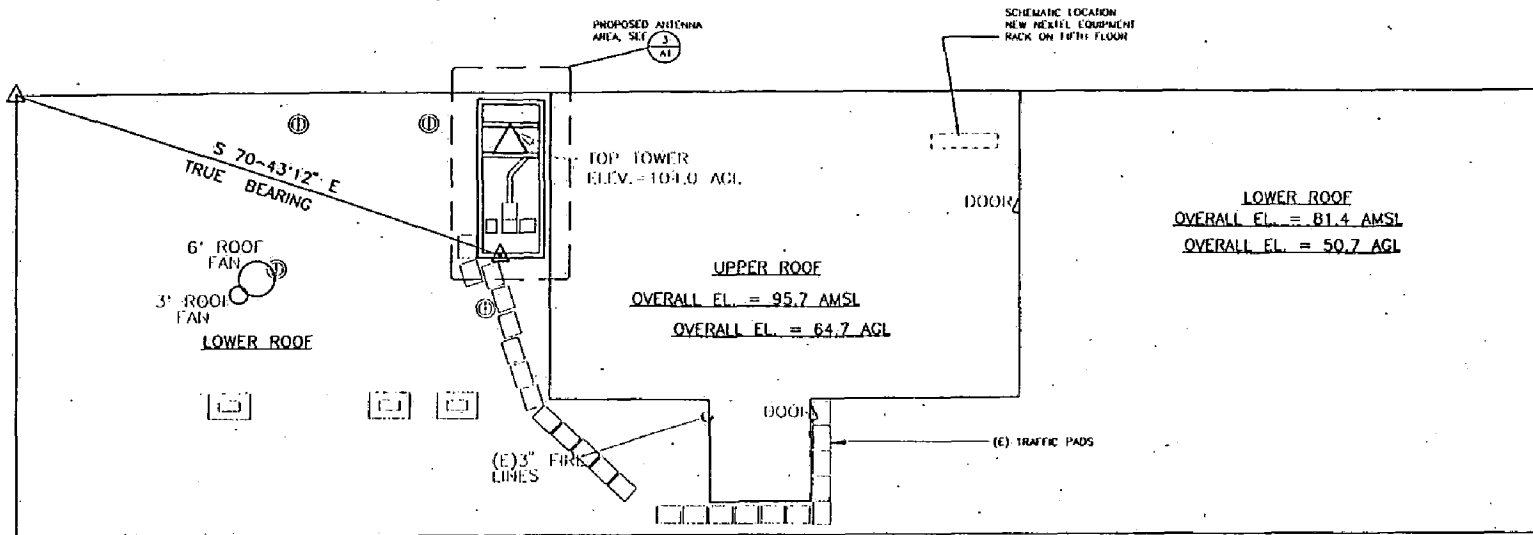 PROPOSED ANTENNA
AREA, SEE
3
A1
SCHEMATIC LOCATION
NEW NEXTEL EQUIPMENT
RACK ON FIFTH FLOOR
S 70-43'12" E
TRUE BEARING
TOP TOWER
ELEV. = AGL
DOOR
LOWER ROOF
OVERALL EL. = 81.4 AMSL
OVERALL EL. = 50.7 AGL
6' ROOF
FAN
3' ROOF
FAN
LOWER ROOF
UPPER ROOF
OVERALL EL. = 95.7 AMSL
OVERALL EL. = 64.7 AGL
DOOR
(E) TRAFFIC PADS
(E)3" FIRE
LINES